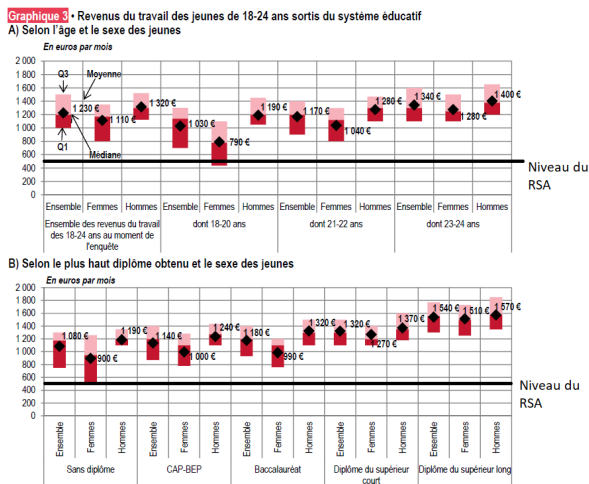 Graphique 3 • Revenus du travail des jeunes de 18-24 ans sortis du système éducatif
A) Selon l'âge et le sexe des jeunes
En euros par mois
2 000
1 800
1 600
1 400
1 200
1 000
800
600
400
200
0
Q3
Moyenne
Q1
Médiane
1 230 €
1 110 €
1 320 €
1 030 €
790 €
1 190 €
1 170 €
1 040 €
1 280 €
1 340 €
1 280 €
1 400 €
Niveau du
RSA
Ensemble Femmes Hommes Ensemble Femmes Hommes Ensemble Femmes Hommes Ensemble Femmes Hommes
Ensemble des revenus du travail
des 18-24 ans au moment de
l'enquête
dont 18-20 ans
dont 21-22 ans
dont 23-24 ans
B) Selon le plus haut diplôme obtenu et le sexe des jeunes
En euros par mois
2 000
1 800
1 600
1 400
1 200
1 000
800
600
400
200
0
1 080 €
900 €
1 190 €
1 140 €
1 000 €
1 240 €
1 180 €
990 €
1 320 €
1 320 €
1 270 €
1 370 €
1 540 €
1 510 €
1 570 €
Niveau du
RSA
Ensemble Femmes Hommes Ensemble Femmes Hommes Ensemble Femmes Hommes Ensemble Femmes Hommes Ensemble Femmes Hommes
Sans diplôme
CAP-BEP
Baccalauréat
Diplôme du supérieur
court
Diplôme du supérieur long